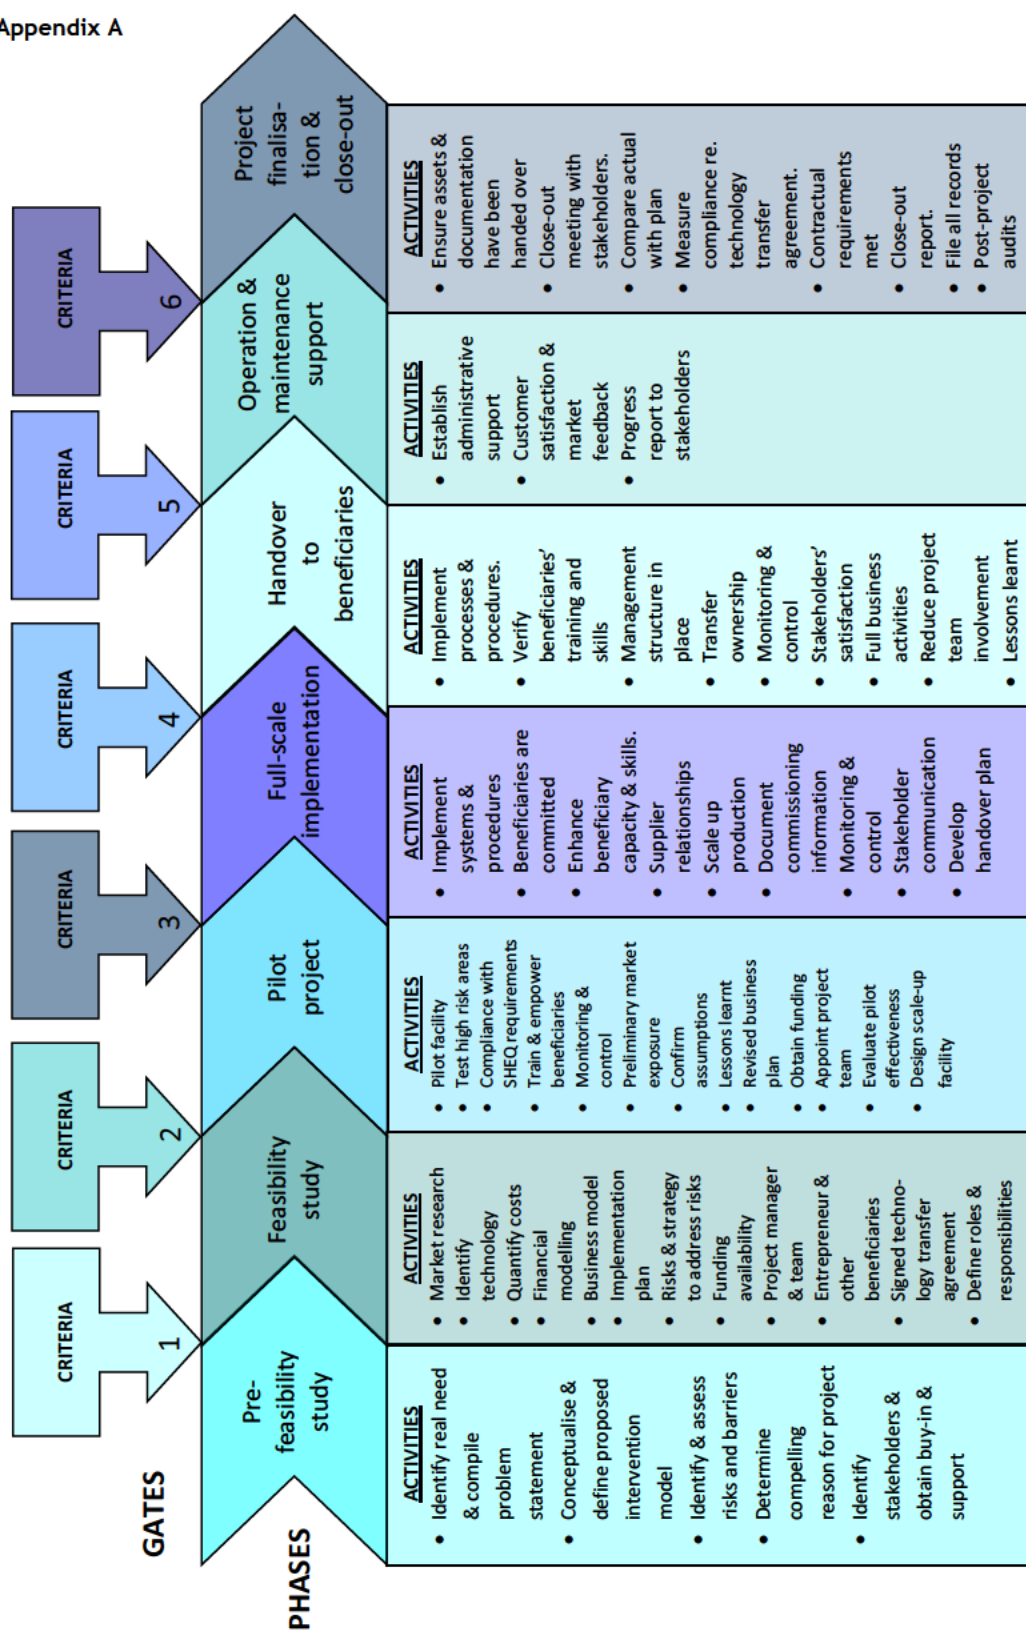 Appendix A
GATES
CRITERIA
1
CRITERIA
2
CRITERIA
3
CRITERIA
4
CRITERIA
5
CRITERIA
6
PHASES
Pre-
feasibility
study
Feasibility
study
Pilot
project
Full-scale
implementation
Handover
to
beneficiaries
Operation &
maintenance
support
Project
finalisa-
tion &
close-out
ACTIVITIES
• Identify real need
& compile
problem
statement
• Conceptualise &
define proposed
intervention
model
• Identify & assess
risks and barriers
• Determine
compelling
reason for project
• Identify
stakeholders &
obtain buy-in &
support
ACTIVITIES
• Market research
• Identify
technology
• Quantify costs
• Financial
modelling
• Business model
• Implementation
plan
• Risks & strategy
to address risks
• Funding
availability
• Project manager
& team
• Entrepreneur &
other
beneficiaries
• Signed techno-
logy transfer
agreement
• Define roles &
responsibilities
ACTIVITIES
• Pilot facility
• Test high risk areas
• Compliance with
SHEQ requirements
• Train & empower
beneficiaries
• Monitoring &
control
• Preliminary market
exposure
• Confirm
assumptions
• Lessons learnt
• Revised business
plan
• Obtain funding
• Appoint project
team
• Evaluate pilot
effectiveness
• Design scale-up
facility
ACTIVITIES
• Implement
systems &
procedures
• Beneficiaries are
committed
• Enhance
beneficiary
capacity & skills.
• Supplier
relationships
• Scale up
production
• Document
commissioning
information
• Monitoring &
control
• Stakeholder
communication
• Develop
handover plan
ACTIVITIES
• Implement
processes &
procedures.
• Verify
beneficiaries'
training and
skills
• Management
structure in
place
• Transfer
ownership
• Monitoring &
control
• Stakeholders'
satisfaction
• Full business
activities
• Reduce project
team
involvement
• Lessons learnt
ACTIVITIES
• Establish
administrative
support
• Customer
satisfaction &
market
feedback
• Progress
report to
stakeholders
ACTIVITIES
• Ensure assets &
documentation
have been
handed over
• Close-out
meeting with
stakeholders.
• Compare actual
with plan
• Measure
compliance re.
technology
transfer
agreement.
• Contractual
requirements
met
• Close-out
report.
• File all records
• Post-project
audits